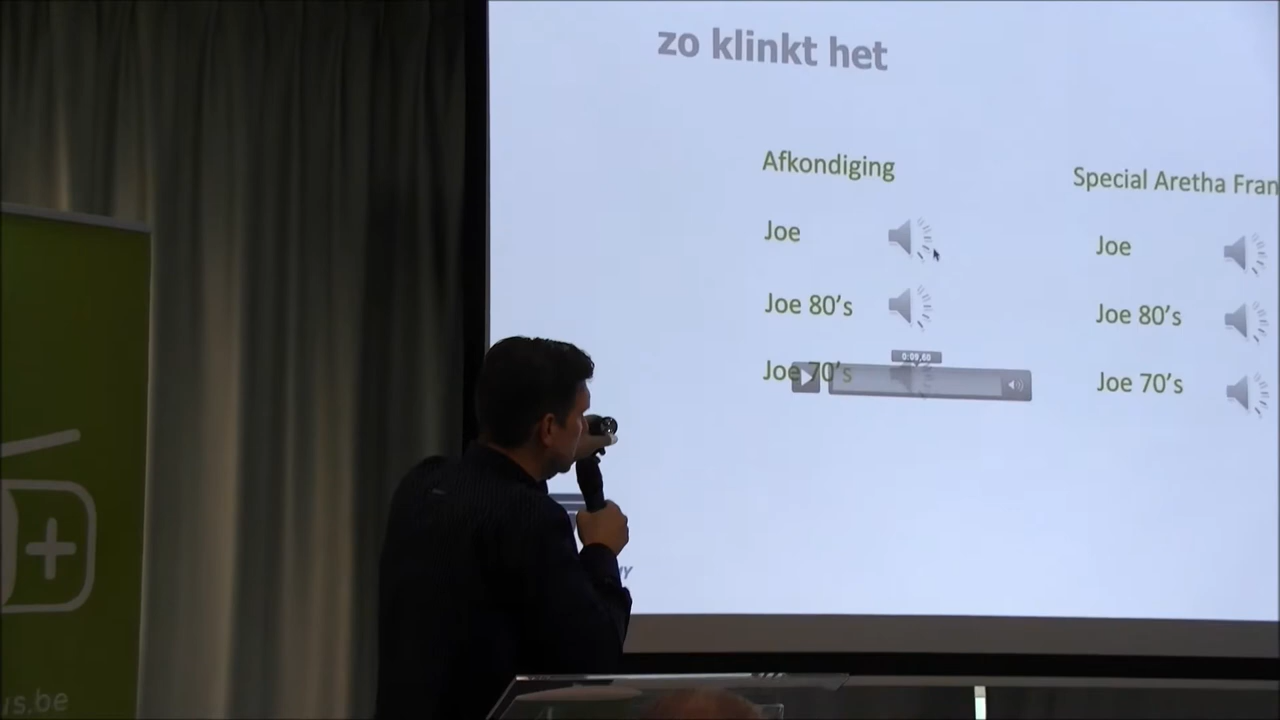 zo klinkt het
Afkondiging
Joe
Joe 80's
Joe 70's
0:09,60
Special Aretha Fran
Joe
Joe 80's
Joe 70's
us.be